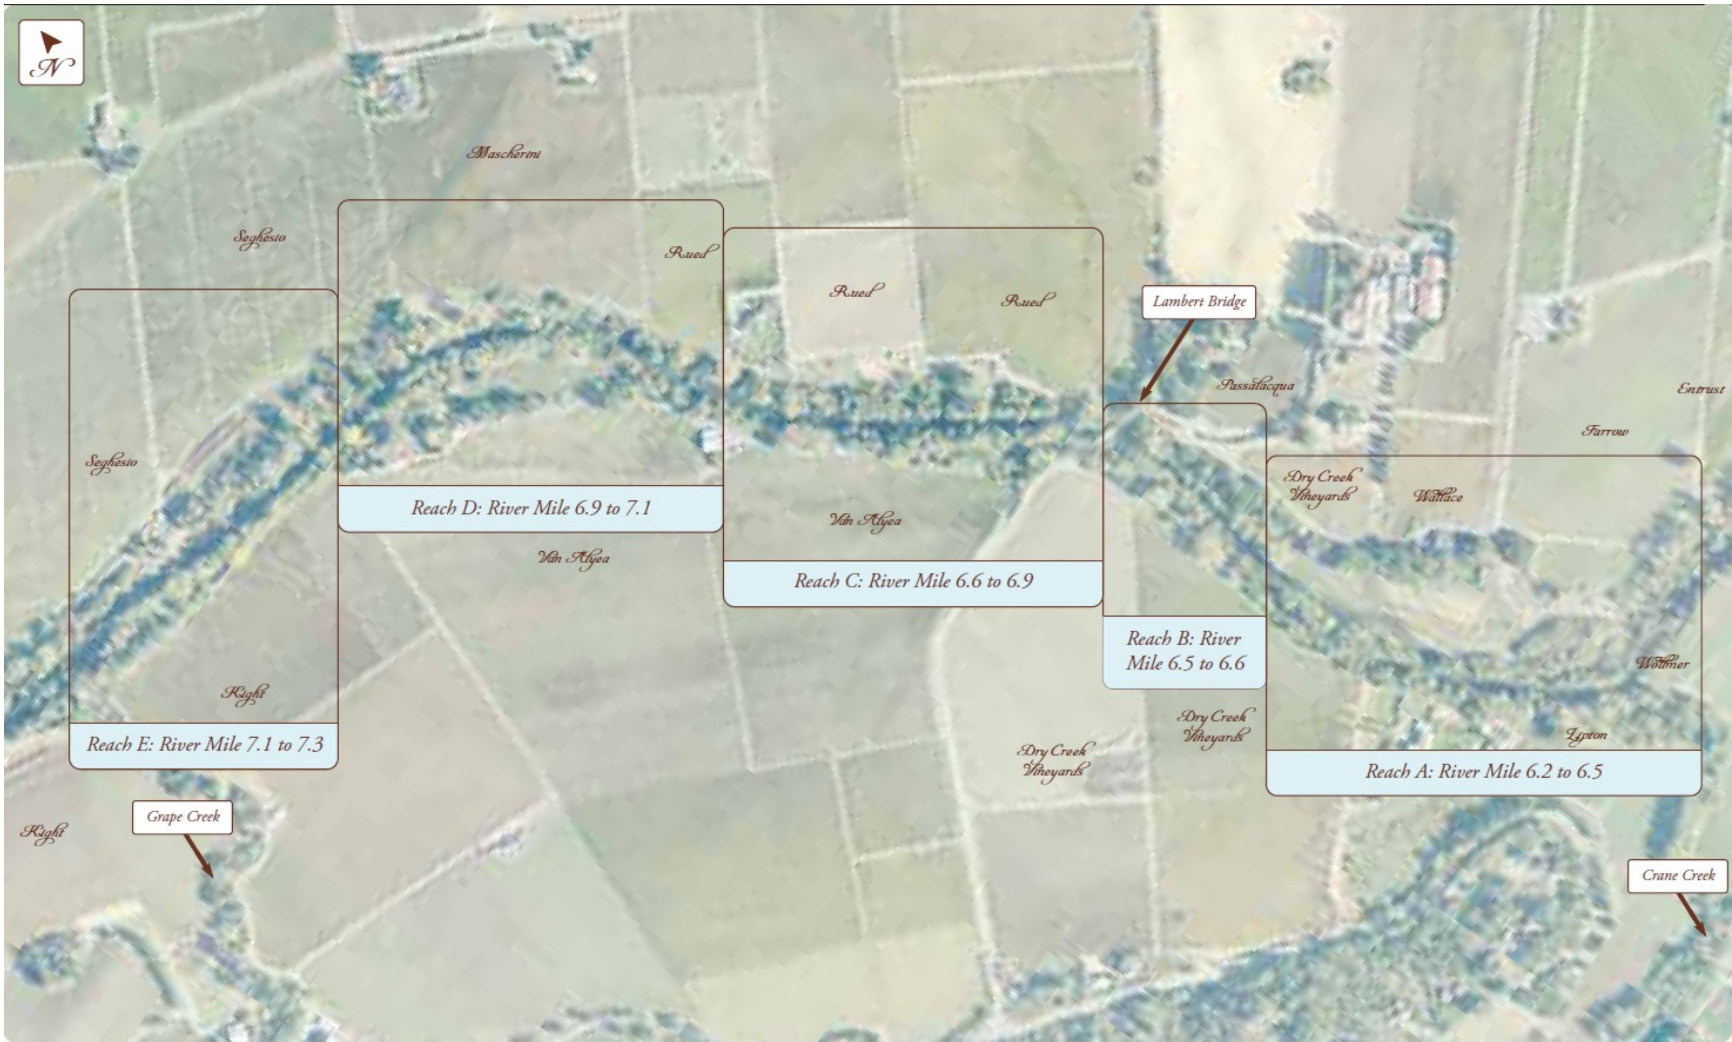 N
Mascherini
Seghesio
Rued
Rued
Rued
Lambert Bridge
Passalacqua
Entrust
Farrow
Seghesio
Dry Creek
Vineyards
Wallace
Reach D: River Mile 6.9 to 7.1
Van Alyea
Van Alyea
Reach C: River Mile 6.6 to 6.9
Reach B: River
Mile 6.5 to 6.6
Wollmer
Kight
Dry Creek
Vineyards
Lipton
Reach E: River Mile 7.1 to 7.3
Dry Creek
Vineyards
Reach A: River Mile 6.2 to 6.5
Grape Creek
Kight
Crane Creek